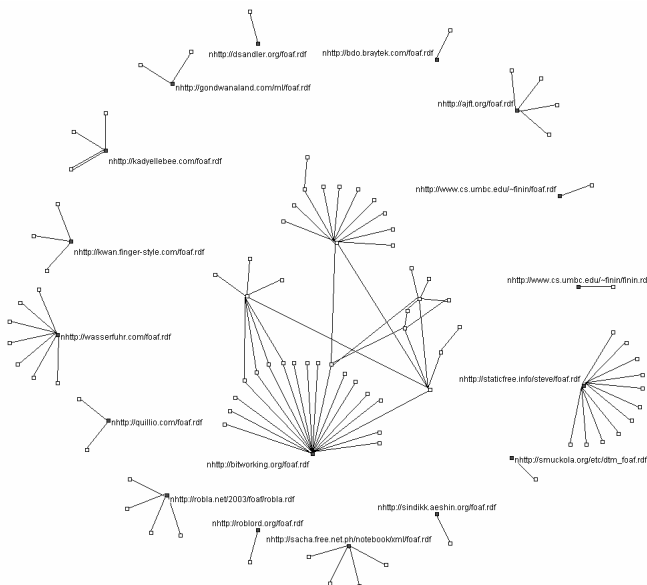 nhttp://dsandler.org/foaf.rdf
nhttp://bdo.braytek.com/foaf.rdf
nhttp://gondwanaland.com/ml/foaf.rdf
nhttp://ajft.org/foaf.rdf
nhttp://kadyellebee.com/foaf.rdf
nhttp://www.cs.umbc.edu/~finin/foaf.rdf
nhttp://kwan.finger-style.com/foaf.rdf
nhttp://www.cs.umbc.edu/~finin/finin.rd
nhttp://wasserfuhr.com/foaf.rdf
nhttp://staticfree.info/steve/foaf.rdf
nhttp://quillio.com/foaf.rdf
nhttp://bitworking.org/foaf.rdf
nhttp://smuckola.org/etc/dtm_foaf.rdf
nhttp://robla.net/2003/foaf/robla.rdf
nhttp://sindikk.aeshin.org/foaf.rdf
nhttp://roblord.org/foaf.rdf
nhttp://sacha.free.net.ph/notebook/xml/foaf.rdf